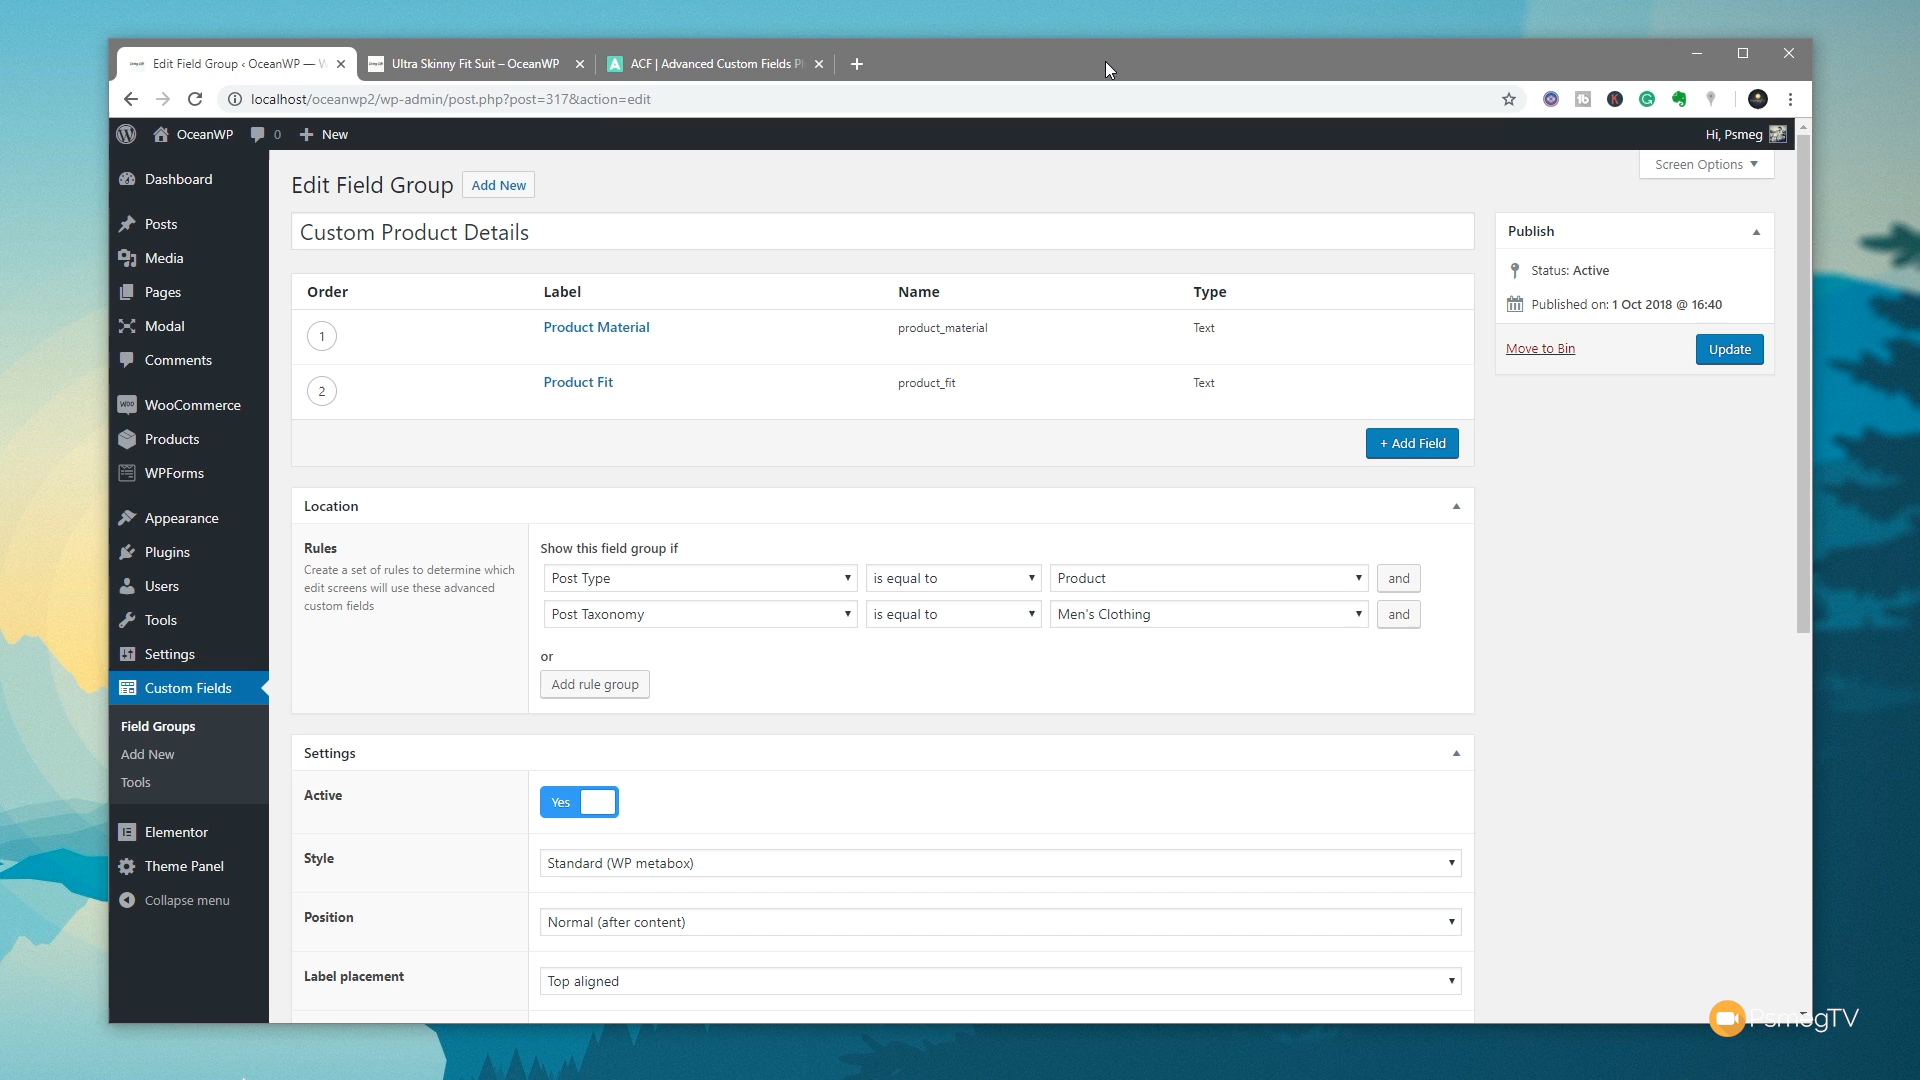 Edit Field Group ‹ OceanWP — W
Ultra Skinny Fit Suit – OceanWP
ACF | Advanced Custom Fields Pl
localhost/oceanwp2/wp-admin/post.php?post=317&action=edit
OceanWP
0
+ New
Hi, Psmeg
Screen Options
Dashboard
Posts
Media
Pages
Modal
Comments
WooCommerce
Products
WPForms
Appearance
Plugins
Users
Tools
Settings
Custom Fields
Field Groups
Add New
Tools
Elementor
Theme Panel
Collapse menu
Edit Field Group Add New
Custom Product Details
Order Label Name Type
1 Product Material product_material Text
2 Product Fit product_fit Text
+ Add Field
Location
Rules
Create a set of rules to determine which
edit screens will use these advanced
custom fields
Show this field group if
Post Type is equal to Product and
Post Taxonomy is equal to Men's Clothing and
or
Add rule group
Settings
Active Yes
Style Standard (WP metabox)
Position Normal (after content)
Label placement Top aligned
Publish
Status: Active
Published on: 1 Oct 2018 @ 16:40
Move to Bin Update
PsmegTV